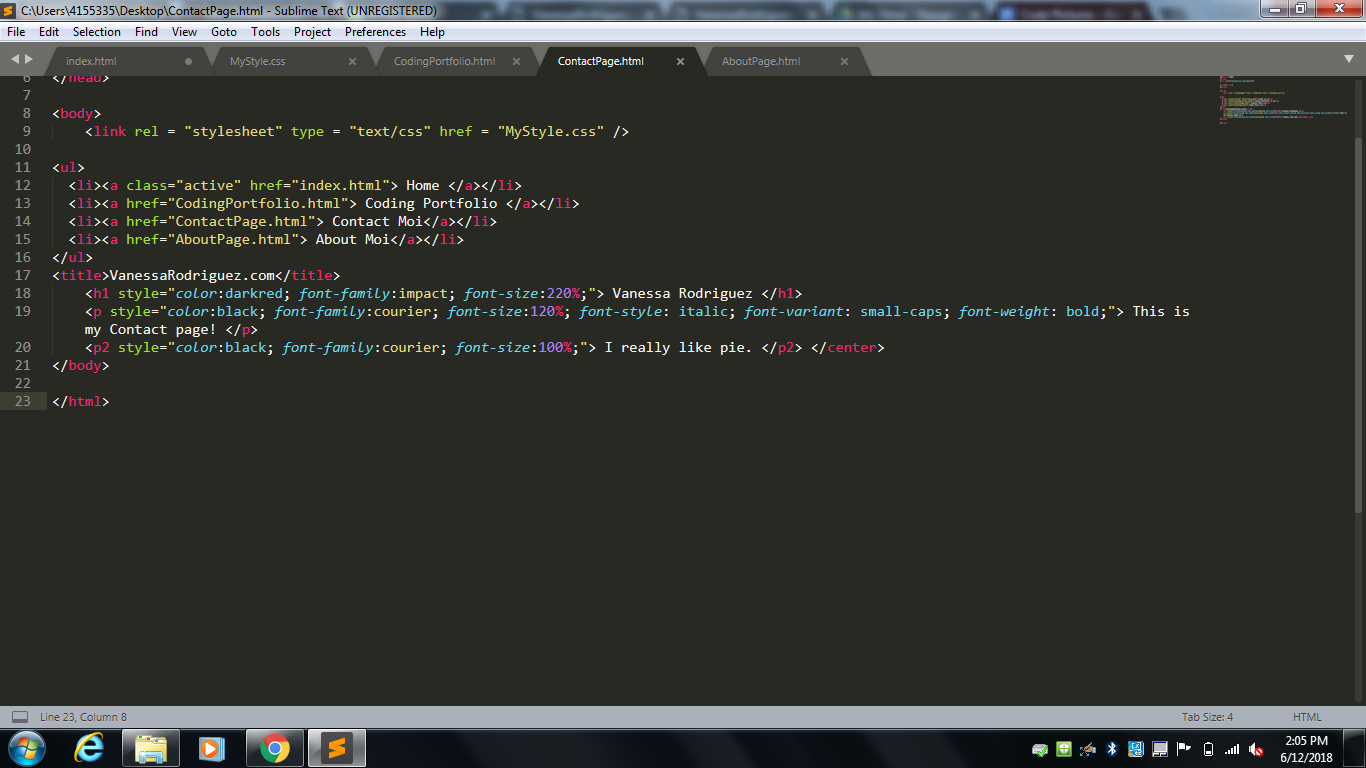 C:\Users\4155335\Desktop\ContactPage.html - Sublime Text (UNREGISTERED)
File Edit Selection Find View Goto Tools Project Preferences Help
index.html MyStyle.css CodingPortfolio.html ContactPage.html AboutPage.html
6 </head>
7
8 <body>
9 <link rel = "stylesheet" type = "text/css" href = "MyStyle.css" />
10
11 <ul>
12 <li><a class="active" href="index.html"> Home </a></li>
13 <li><a href="CodingPortfolio.html"> Coding Portfolio </a></li>
14 <li><a href="ContactPage.html"> Contact Moi</a></li>
15 <li><a href="AboutPage.html"> About Moi</a></li>
16 </ul>
17 <title>VanessaRodriguez.com</title>
18 <h1 style="color:darkred; font-family:impact; font-size:220%;"> Vanessa Rodriguez </h1>
19 <p style="color:black; font-family:courier; font-size:120%; font-style: italic; font-variant: small-caps; font-weight: bold;"> This is
my Contact page! </p>
20 <p2 style="color:black; font-family:courier; font-size:100%;"> I really like pie. </p2> </center>
21 </body>
22
23 </html>
Line 23, Column 8 Tab Size: 4 HTML
2:05 PM
6/12/2018